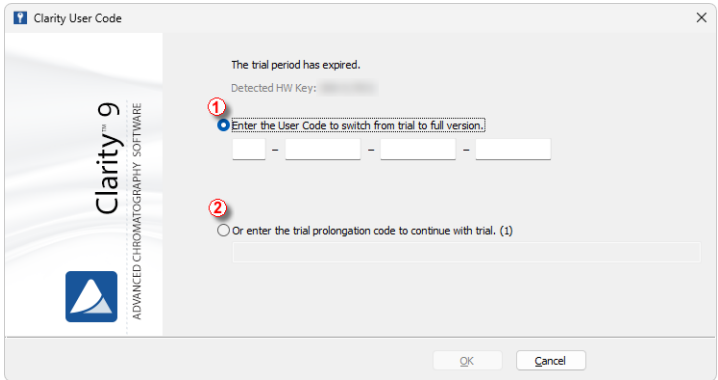 Clarity User Code
The trial period has expired.
Detected HW Key:
1
Enter the User Code to switch from trial to full version.
– – –
2
Or enter the trial prolongation code to continue with trial. (1)
Clarity™ 9
ADVANCED CHROMATOGRAPHY SOFTWARE
OK
Cancel